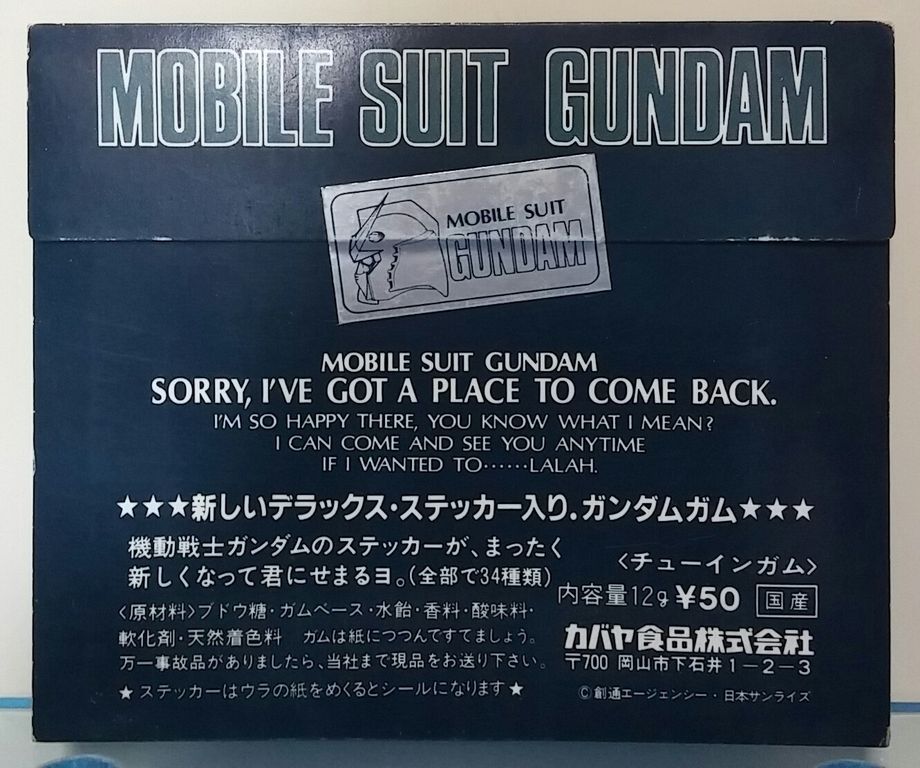 MOBILE SUIT GUNDAM
MOBILE SUIT
GUNDAM
MOBILE SUIT GUNDAM
SORRY, I'VE GOT A PLACE TO COME BACK.
I'M SO HAPPY THERE, YOU KNOW WHAT I MEAN?
I CAN COME AND SEE YOU ANYTIME
IF I WANTED TO……LALAH.
★★★新しいデラックス・ステッカー入り.ガンダムガム★★★
機動戦士ガンダムのステッカーが、まったく
新しくなって君にせまるヨ。(全部で34種類)
〈チューインガム〉
内容量12g ¥50 国産
〈原材料〉ブドウ糖・ガムベース・水飴・香料・酸味料・
軟化剤・天然着色料 ガムは紙につつんですてましょう。
万一事故品がありましたら、当社まで現品をお送り下さい。
★ステッカーはウラの紙をめくるとシールになります★
カバヤ食品株式会社
〒700 岡山市下石井1-2-3
©創通エージェンシー・日本サンライズ